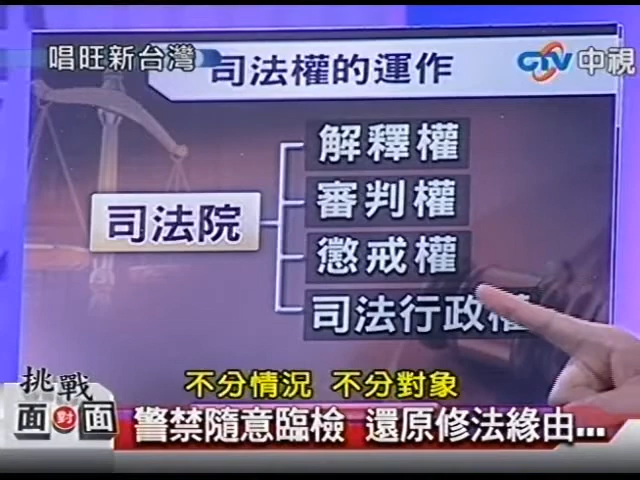 唱旺新台灣
司法權的運作
CTV中視
司法院
解釋權
審判權
懲戒權
司法行政權
不分情況 不分對象
挑戰
面對面
警禁隨意臨檢 還原修法緣由...